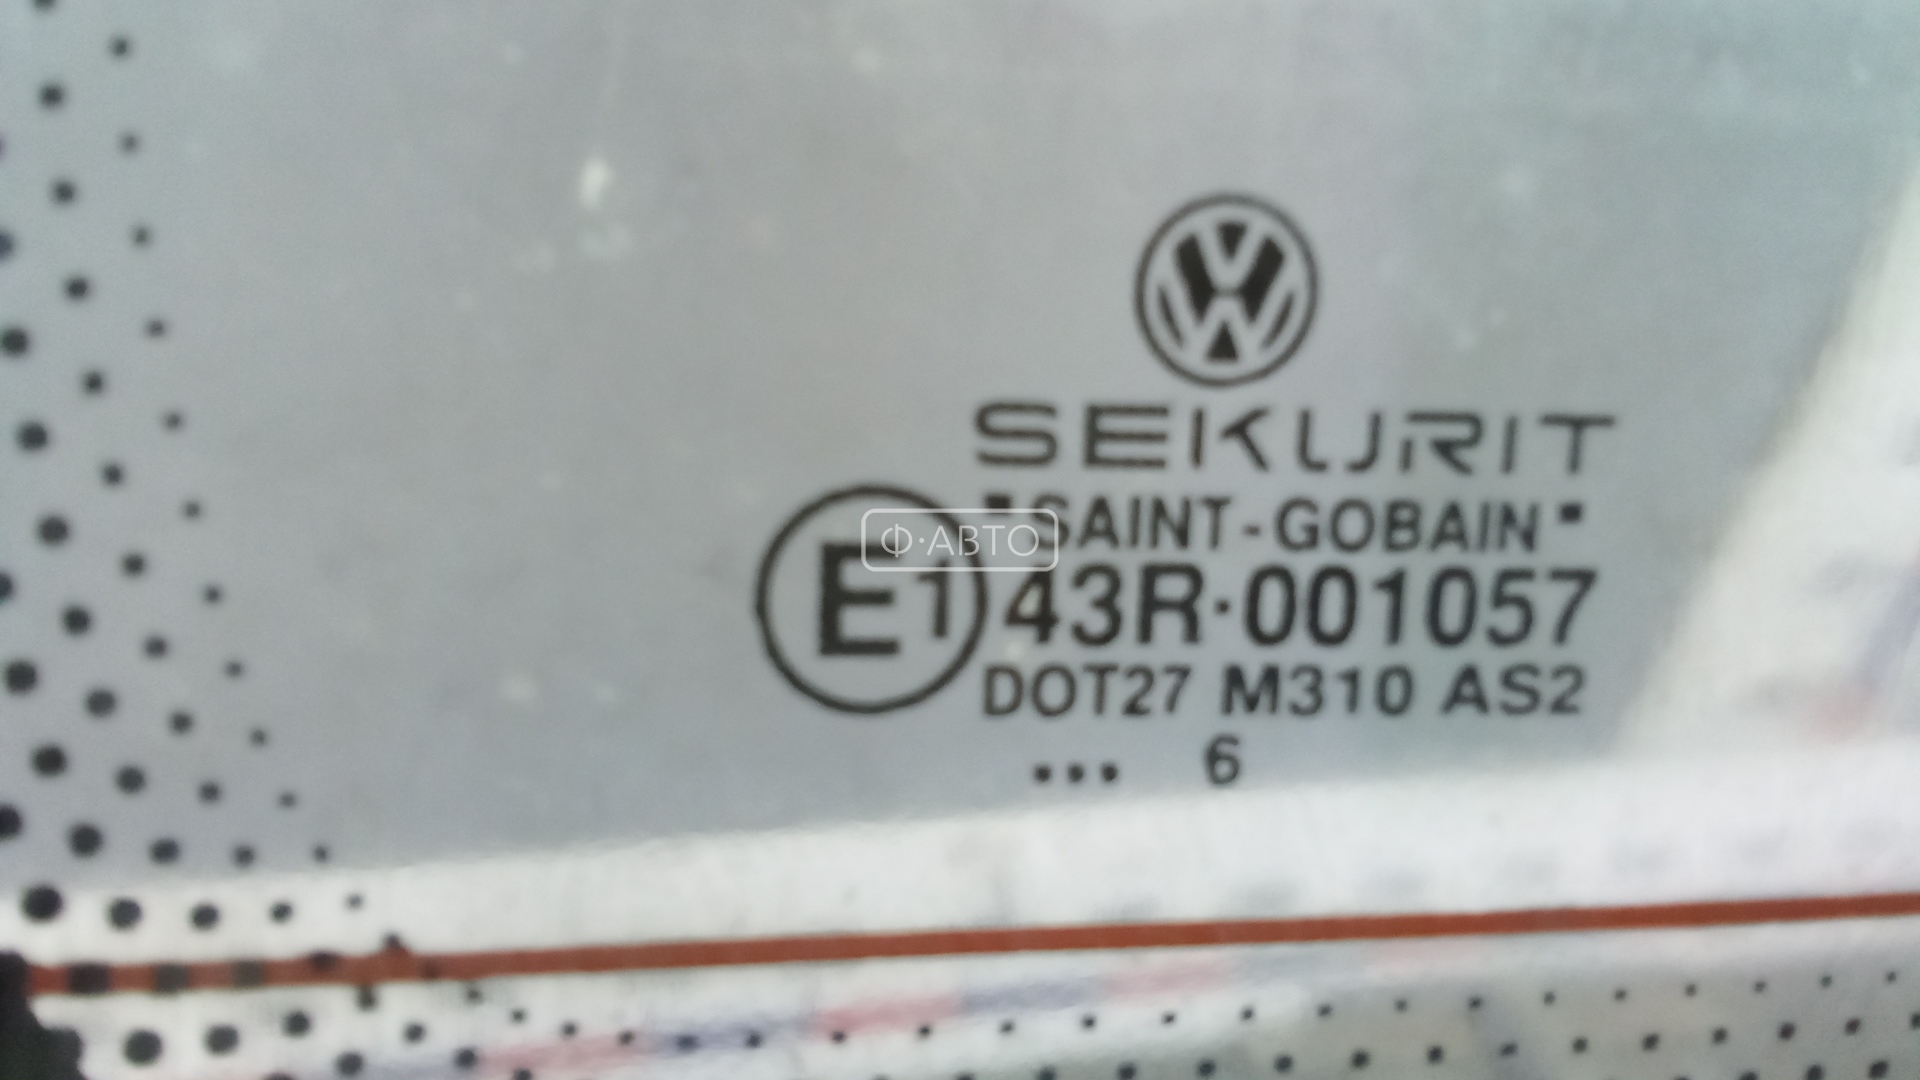 SEKURIT
"SAINT-GOBAIN"
E1 43R·001057
DOT27 M310 AS2
... 6
Ф·АВТО